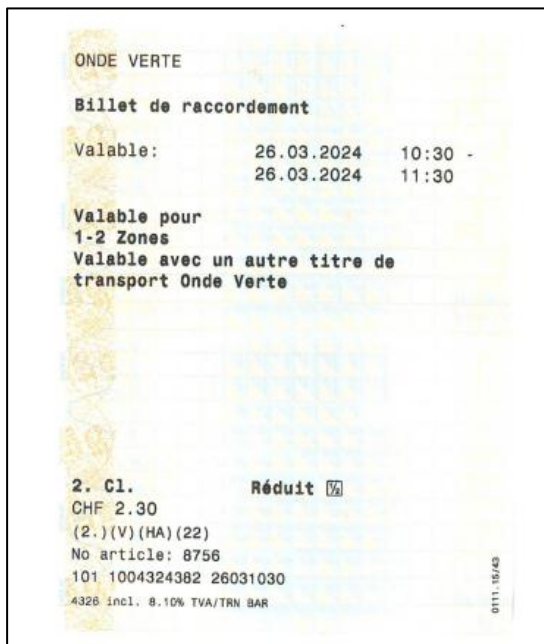 ONDE VERTE
Billet de raccordement
Valable: 26.03.2024 10:30 -
26.03.2024 11:30
Valable pour
1-2 Zones
Valable avec un autre titre de
transport Onde Verte
2. Cl. Réduit ½
CHF 2.30
(2.)(V)(HA)(22)
No article: 8756
101 1004324382 26031030
4326 incl. 8.10% TVA/TRN BAR
0111.15/43